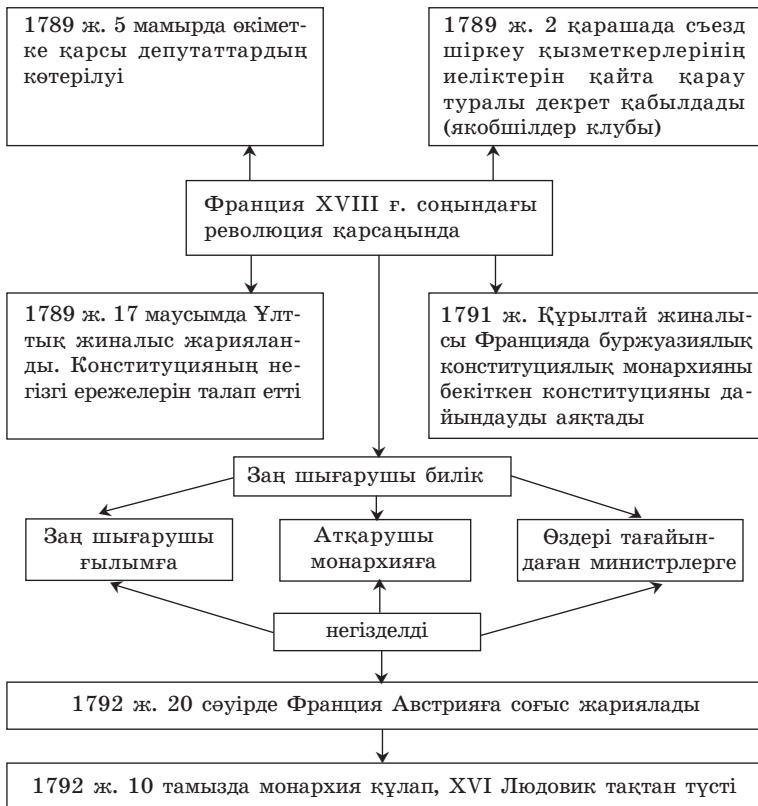 1789 ж. 5 мамырда өкімет-
ке қарсы депутаттардың
көтерілуі
1789 ж. 2 қарашада съезд
шіркеу қызметкерлерінің
иеліктерін қайта қарау
туралы декрет қабылдады
(якобшілдер клубы)
Франция XVIII ғ. соңындағы
революция қарсаңында
1789 ж. 17 маусымда Ұлт-
тық жиналыс жариялан-
ды. Конституцияның не-
гізгі ережелерін талап етті
1791 ж. Құрылтай жиналы-
сы Францияда буржуазиялық
конституциялық монархияны
бекіткен конституцияны да-
йындауды аяқтады
Заң шығарушы билік
Заң шығарушы
ғылымға
Атқарушы
монархияға
Өздері тағайын-
даған министрлерге
негізделді
1792 ж. 20 сәуірде Франция Австрияға соғыс жариялады
1792 ж. 10 тамызда монархия құлап, XVI Людовик тақтан түсті